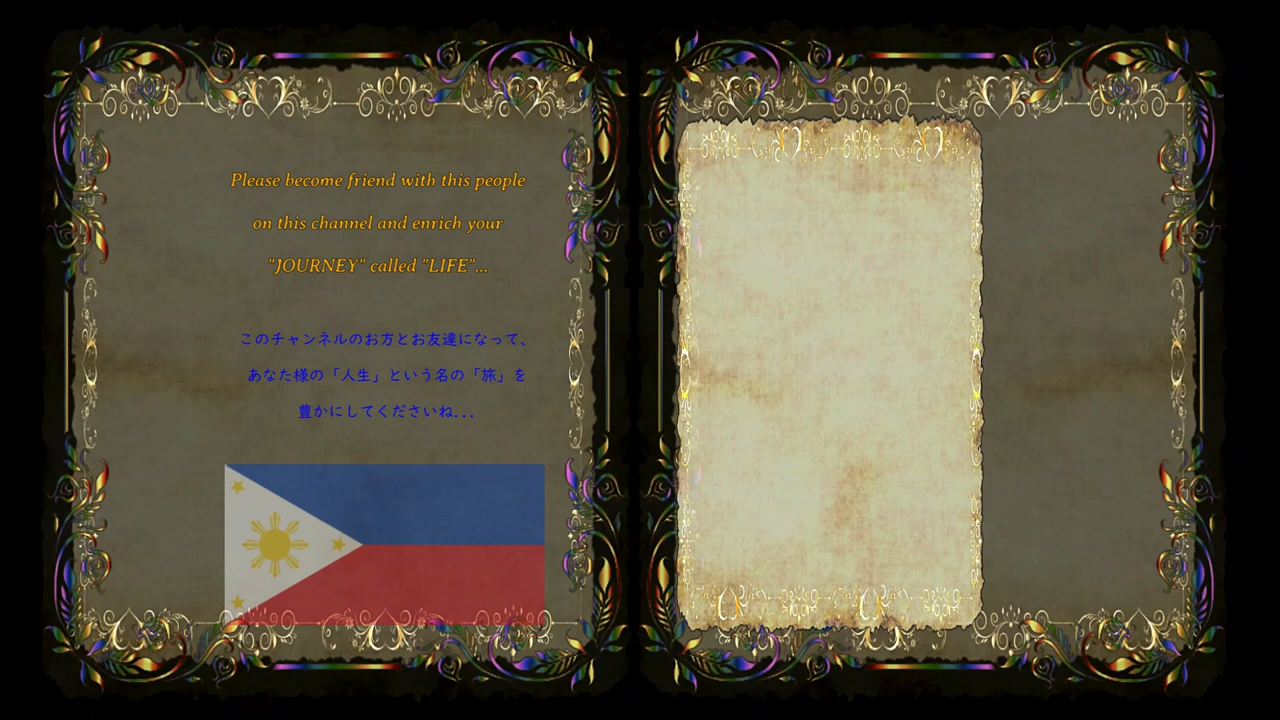 Please become friend with this people
on this channel and enrich your
"JOURNEY" called "LIFE"...
このチャンネルのお方とお友達になって、
あなた様の「人生」という名の「旅」を
豊かにしてくださいね...